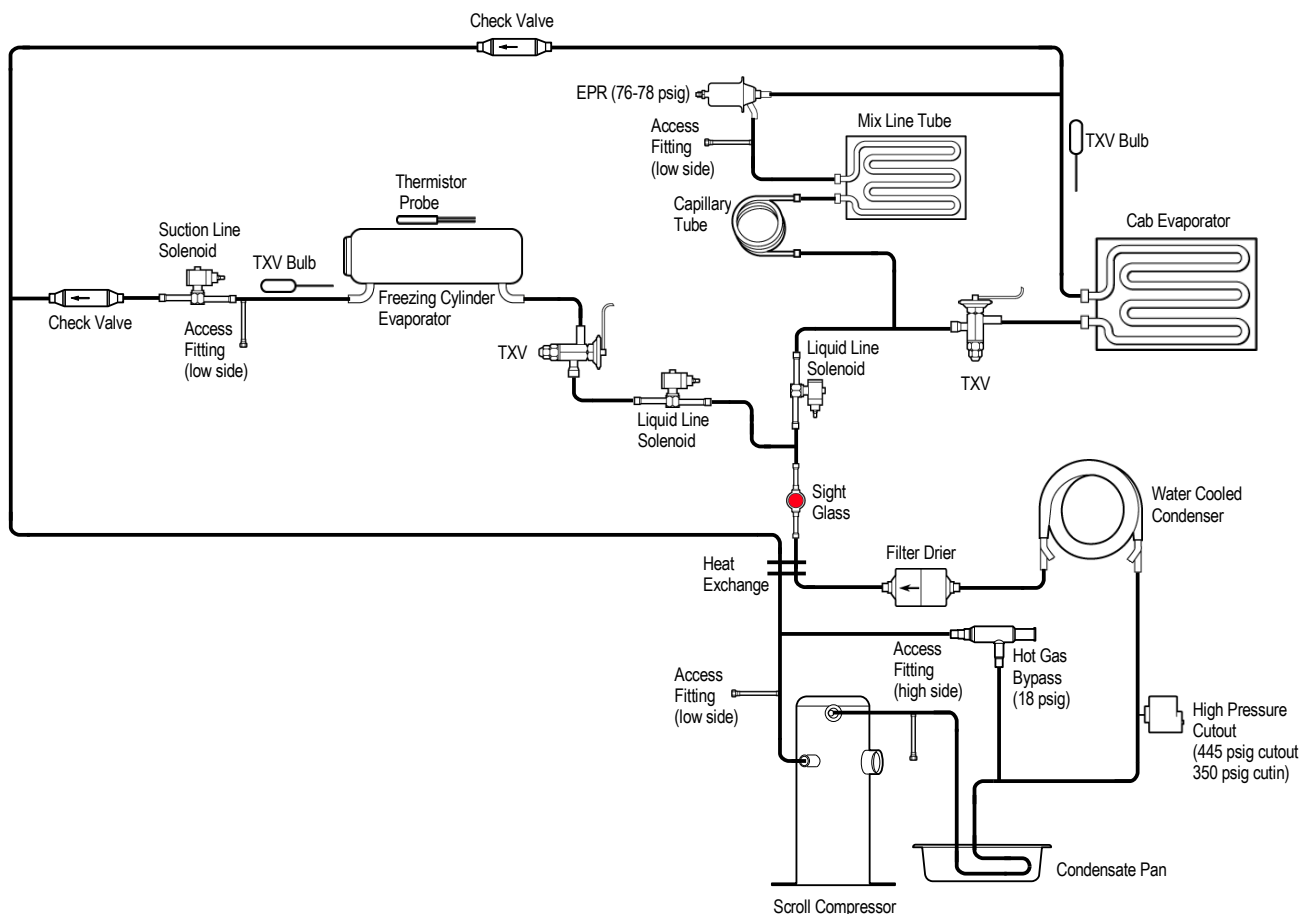 Check Valve
EPR (76-78 psig)
Access
Fitting
(low side)
Mix Line Tube
TXV Bulb
Thermistor
Probe
Capillary
Tube
Cab Evaporator
Suction Line
Solenoid
TXV Bulb
Freezing Cylinder
Evaporator
Check Valve
Access
Fitting
(low side)
TXV
Liquid Line
Solenoid
TXV
Liquid Line
Solenoid
Sight
Glass
Water Cooled
Condenser
Filter Drier
Heat
Exchange
Access
Fitting
(high side)
Hot Gas
Bypass
(18 psig)
Access
Fitting
(low side)
High Pressure
Cutout
(445 psig cutout
350 psig cutin)
Condensate Pan
Scroll Compressor